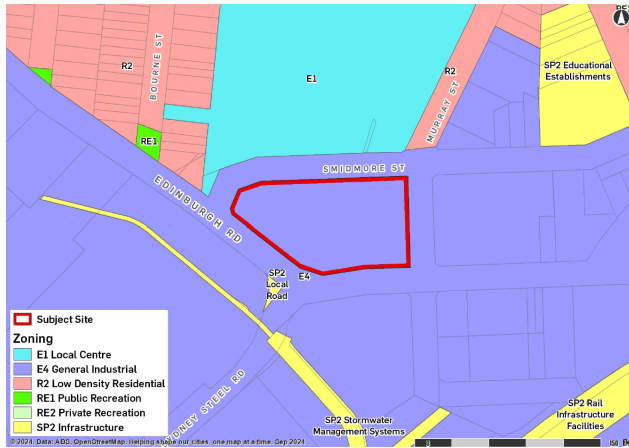 R2
BOURNE ST
E1
R2
MURRAY ST
SP2 Educational
Establishments
RE1
SMIDMORE ST
EDINBURGH RD
E4
SP2
Local
Road
Subject Site
Zoning
E1 Local Centre
E4 General Industrial
R2 Low Density Residential
RE1 Public Recreation
RE2 Private Recreation
SP2 Infrastructure
SYDNEY STEEL RD
SP2 Stormwater
Management Systems
SP2 Rail
Infrastructure
Facilities
© 2024. Data: ABG, OpenStreetMap. Helping shape our cities, one map at a time. Sep 2024